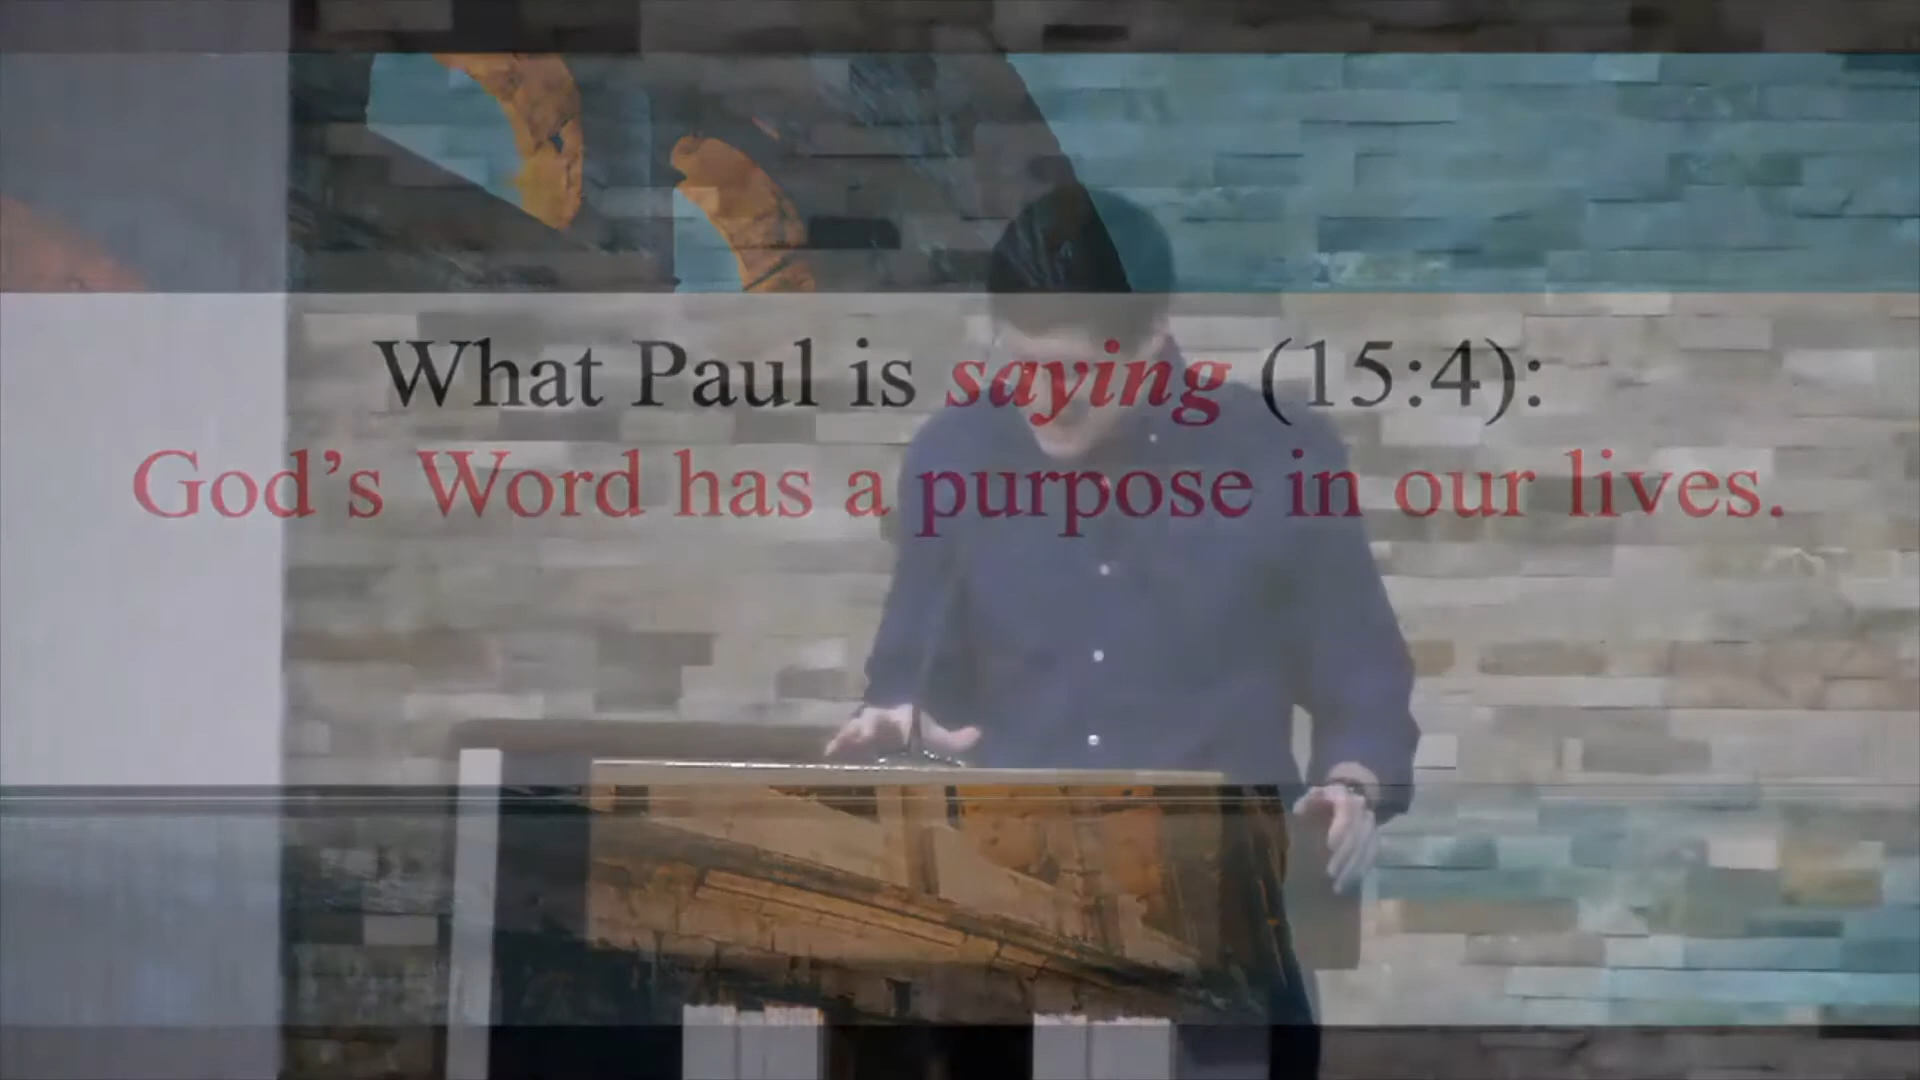 What Paul is saying (15:4):
God’s Word has a purpose in our lives.